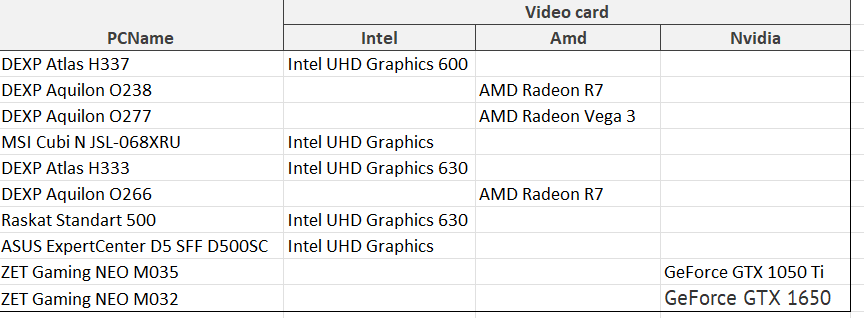 Video card
PCName Intel Amd Nvidia
DEXP Atlas H337 Intel UHD Graphics 600
DEXP Aquilon O238 AMD Radeon R7
DEXP Aquilon O277 AMD Radeon Vega 3
MSI Cubi N JSL-068XRU Intel UHD Graphics
DEXP Atlas H333 Intel UHD Graphics 630
DEXP Aquilon O266 AMD Radeon R7
Raskat Standart 500 Intel UHD Graphics 630
ASUS ExpertCenter D5 SFF D500SC Intel UHD Graphics
ZET Gaming NEO M035 GeForce GTX 1050 Ti
ZET Gaming NEO M032 GeForce GTX 1650